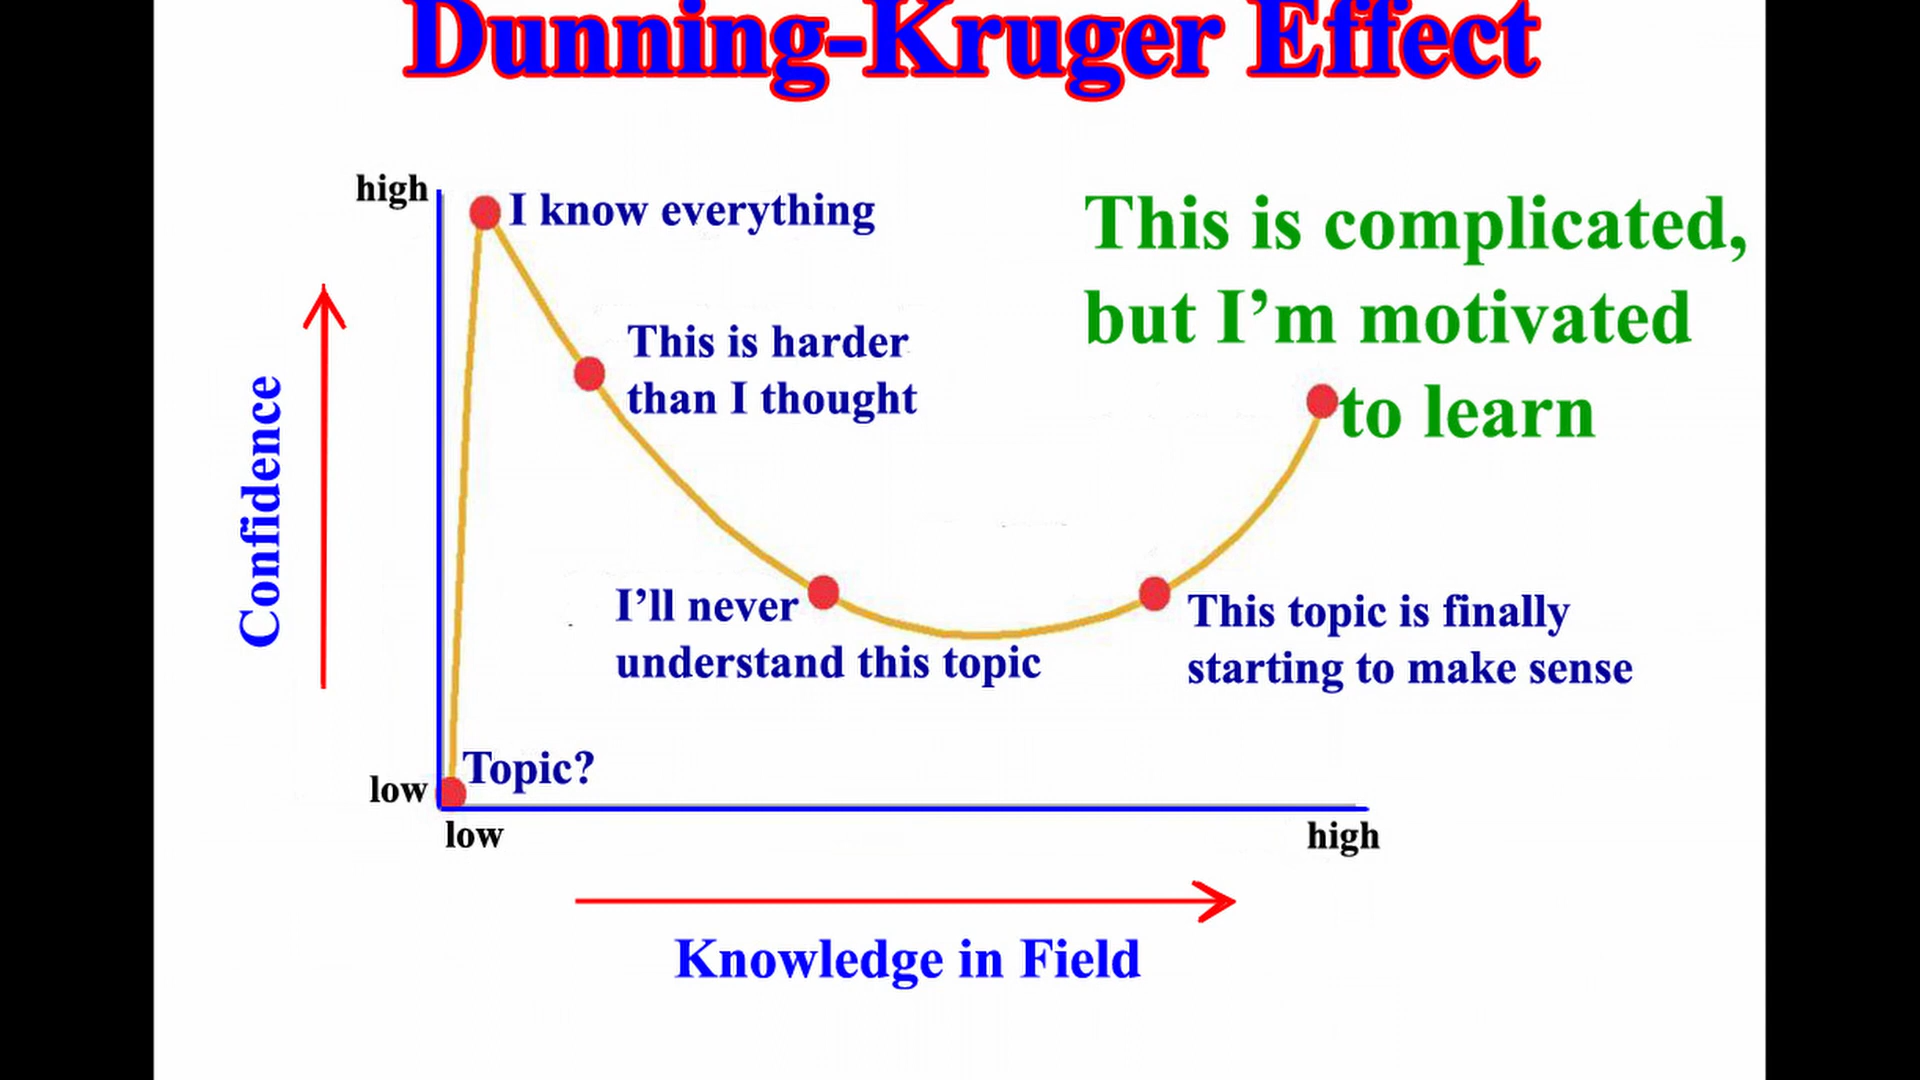 Dunning-Kruger Effect
high
I know everything
This is complicated,
but I’m motivated
to learn
This is harder
than I thought
Confidence
I’ll never
understand this topic
This topic is finally
starting to make sense
Topic?
low
low
high
Knowledge in Field